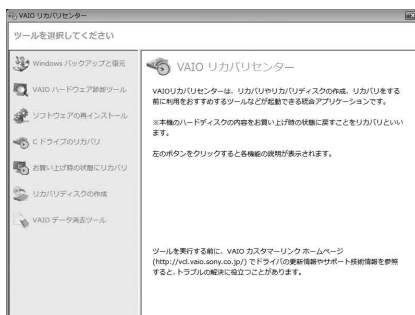 VAIO リカバリセンター
ツールを選択してください
Windows バックアップと復元
VAIO ハードウェア診断ツール
ソフトウェアの再インストール
C ドライブのリカバリ
お買い上げ時の状態にリカバリ
リカバリディスクの作成
VAIO データ消去ツール
VAIO リカバリセンター
VAIOリカバリセンターは、リカバリやリカバリディスクの作成、リカバリをする
前に利用をおすすめするツールなどが起動できる統合アプリケーションです。
※本機のハードディスクの内容をお買い上げ時の状態に戻すことをリカバリといい
ます。
左のボタンをクリックすると各機能の説明が表示されます。
ツールを実行する前に、VAIO カスタマーリンク ホームページ
(http://vcl.vaio.sony.co.jp/) でドライバの更新情報やサポート技術情報を参照
すると、トラブルの解決に役立つことがあります。